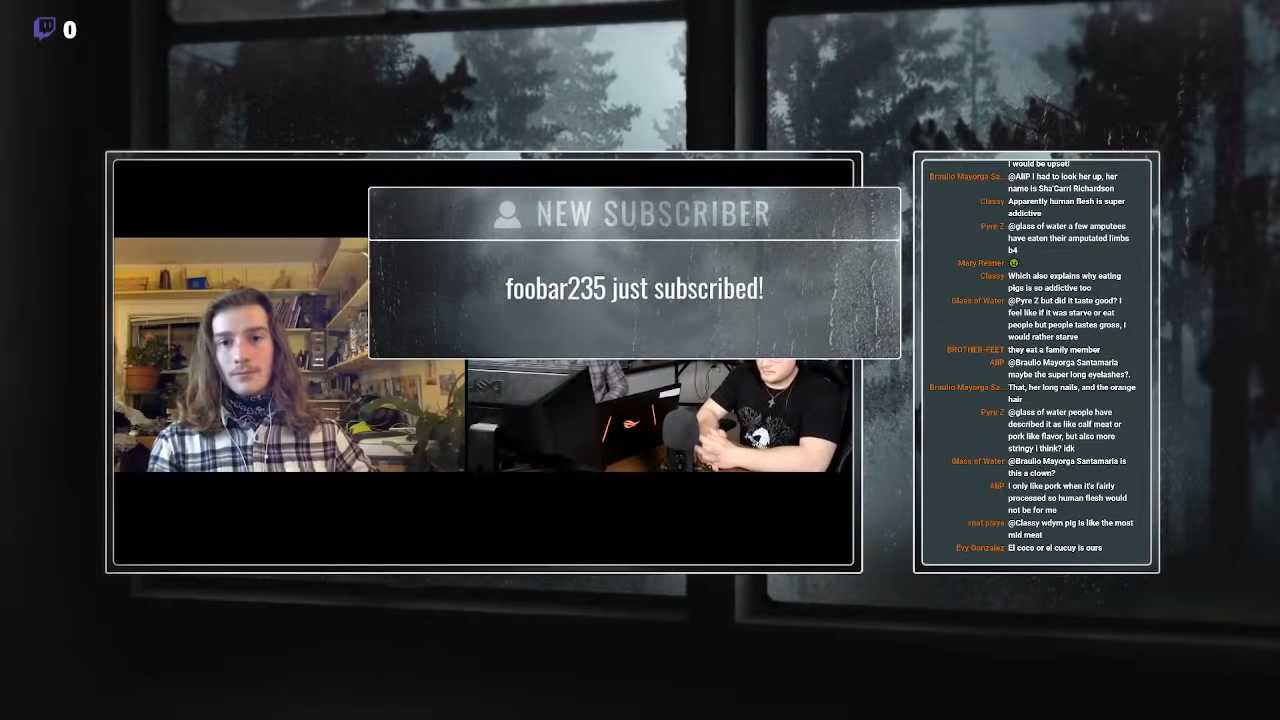 0
NEW SUBSCRIBER
foobar235 just subscribed!
I would be upset!
Braulio Mayorga Sa... @AliP I had to look her up, her
name is Sha'Carri Richardson
Classy Apparently human flesh is super
addictive
Pyre Z @glass of water a few amputees
have eaten their amputated limbs
b4
Mary Reimer
Classy Which also explains why eating
pigs is so addictive too
Glass of Water @Pyre Z but did it taste good? I
feel like if it was starve or eat
people but people taates gross, I
would rather starve
BROTHER-FEET they eat a family member
AliP @Braulio Mayorga Santamaria
maybe the super long eyelashes?.
Braulio Mayorga Sa... That, her long nails, and the orange
hair
Pyre Z @glass of water people have
described it as like calf meat or
pork like flavor, but also more
stringy i think? idk
Glass of Water @Braulio Mayorga Santamaria is
this a clown?
AliP I only like pork when it's fairly
processed so human flesh would
not be for me
snat plays @Classy wdym pig is like the most
mid meat
Evy Gonzalez El coco or el cucuy is ours